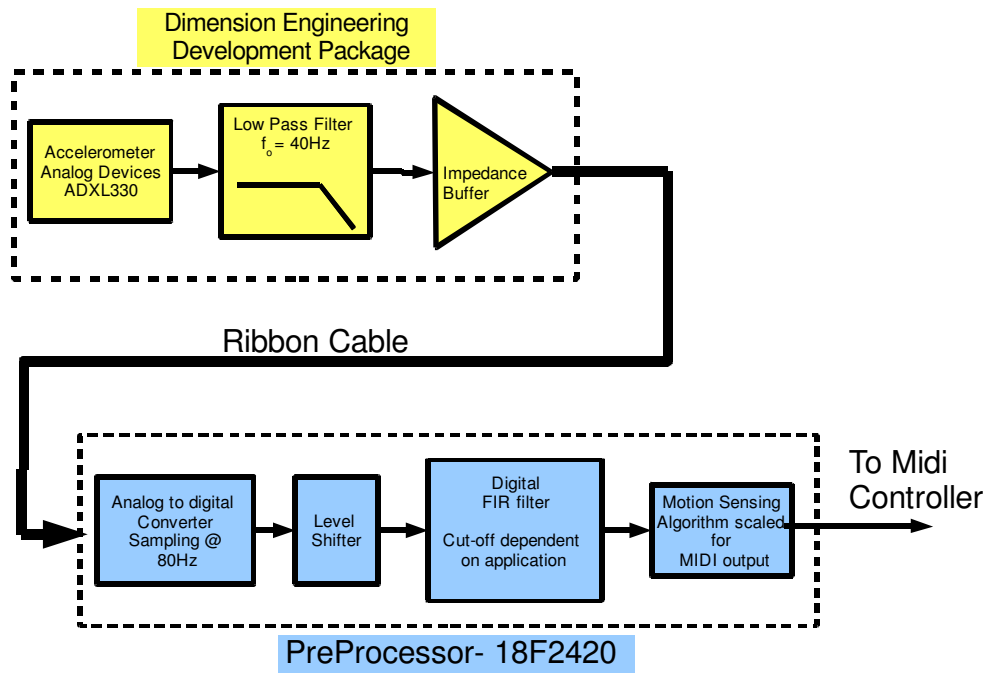 Dimension Engineering
Development Package
Accelerometer
Analog Devices
ADXL330
Low Pass Filter
fo = 40Hz
Impedance
Buffer
Ribbon Cable
Analog to digital
Converter
Sampling @
80Hz
Level
Shifter
Digital
FIR filter
Cut-off dependent
on application
Motion Sensing
Algorithm scaled
for
MIDI output
To Midi
Controller
PreProcessor- 18F2420